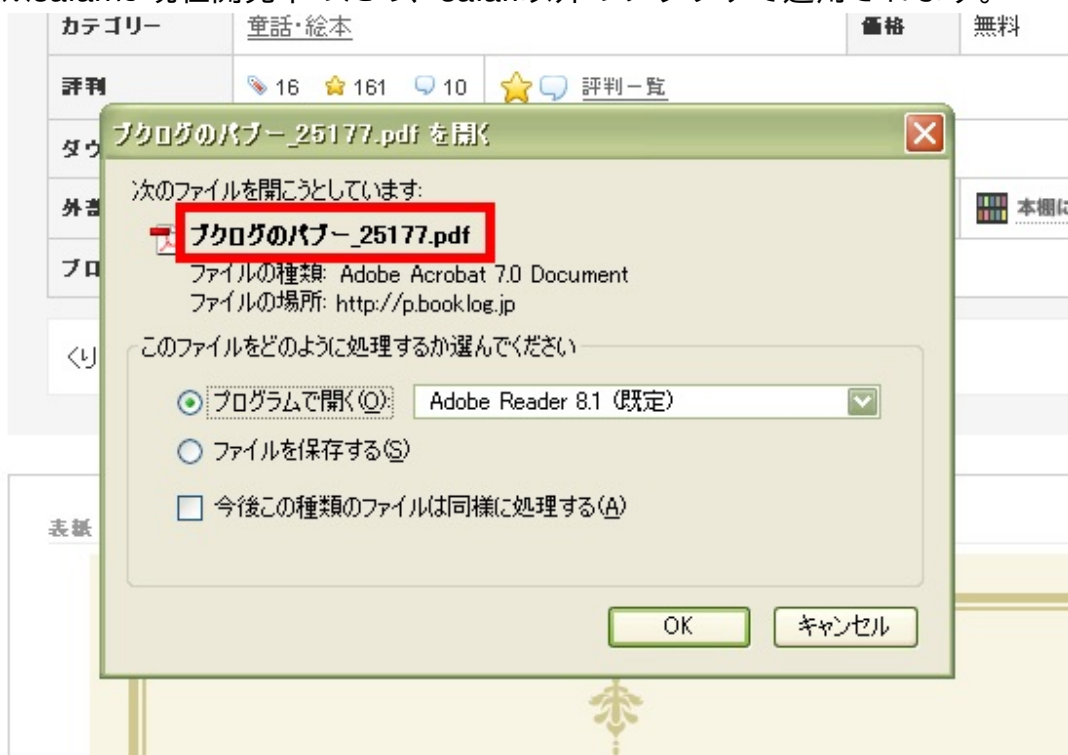 カテゴリー 童話・絵本 価格 無料
評判 16 161 10 評判一覧
ダウ
ブクログのパブー_25177.pdf を開く
次のファイルを開こうとしています:
外部 本棚に
ブクログのパブー_25177.pdf
ブロ
ファイルの種類: Adobe Acrobat 7.0 Document
ファイルの場所: http://p.booklog.jp
このファイルをどのように処理するか選んでください
くり
プログラムで開く(O): Adobe Reader 8.1 (既定)
ファイルを保存する(S)
今後この種類のファイルは同様に処理する(A)
表紙
OK キャンセル